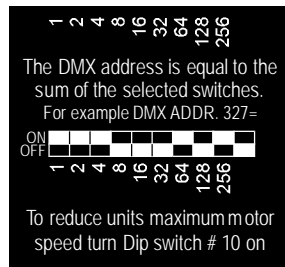 1 2 4 8 16 32 64 128 256
The DMX address is equal to the
sum of the selected switches.
For example DMX ADDR. 327=
ON
OFF
1 2 4 8 16 32 64 128 256
To reduce units maximum motor
speed turn Dip switch # 10 on